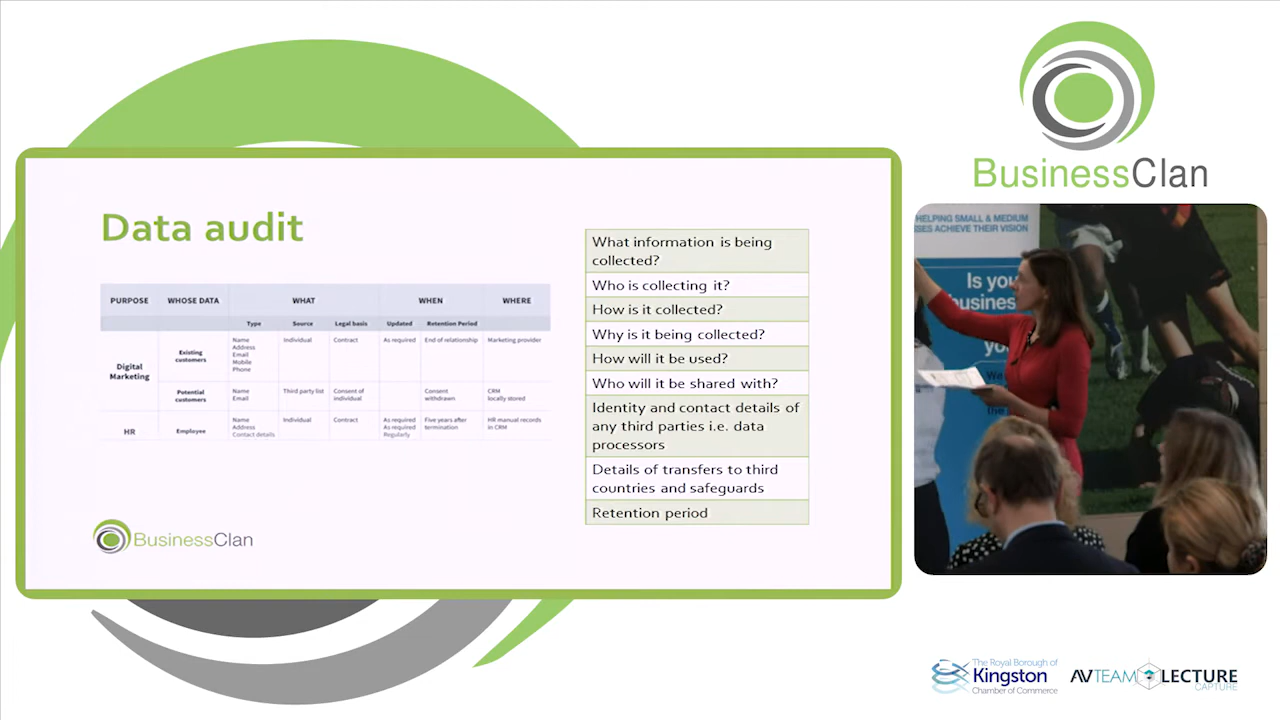 BusinessClan
Data audit
PURPOSE WHOSE DATA WHAT WHEN WHERE
Type Source Legal basis Updated Retention Period
Digital Marketing
Existing customers
Name
Address
Email
Mobile
Phone
Individual
Contract
As required
End of relationship
Marketing provider
Potential customers
Name
Email
Third party list
Consent of
individual
Consent
withdrawn
CRM
locally stored
HR
Employee
Name
Address
Contact details
Individual
Contract
As required
As required
Regularly
Five years after
termination
HR manual records
in CRM
What information is being
collected?
Who is collecting it?
How is it collected?
Why is it being collected?
How will it be used?
Who will it be shared with?
Identity and contact details of
any third parties i.e. data
processors
Details of transfers to third
countries and safeguards
Retention period
BusinessClan
HELPING SMALL & MEDIUM
SES ACHIEVE THEIR VISION
Is you
business
yo
We
the
The Royal Borough of
Kingston
Chamber of Commerce
AVTEAM LECTURE
CAPTURE